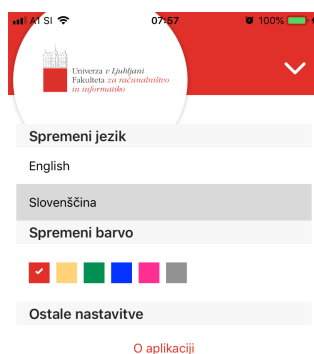 A1 SI 07:57 100%
Univerza v Ljubljani
Fakulteta za računalništvo
in informatiko
Spremeni jezik
English
Slovenščina
Spremeni barvo
Ostale nastavitve
O aplikaciji